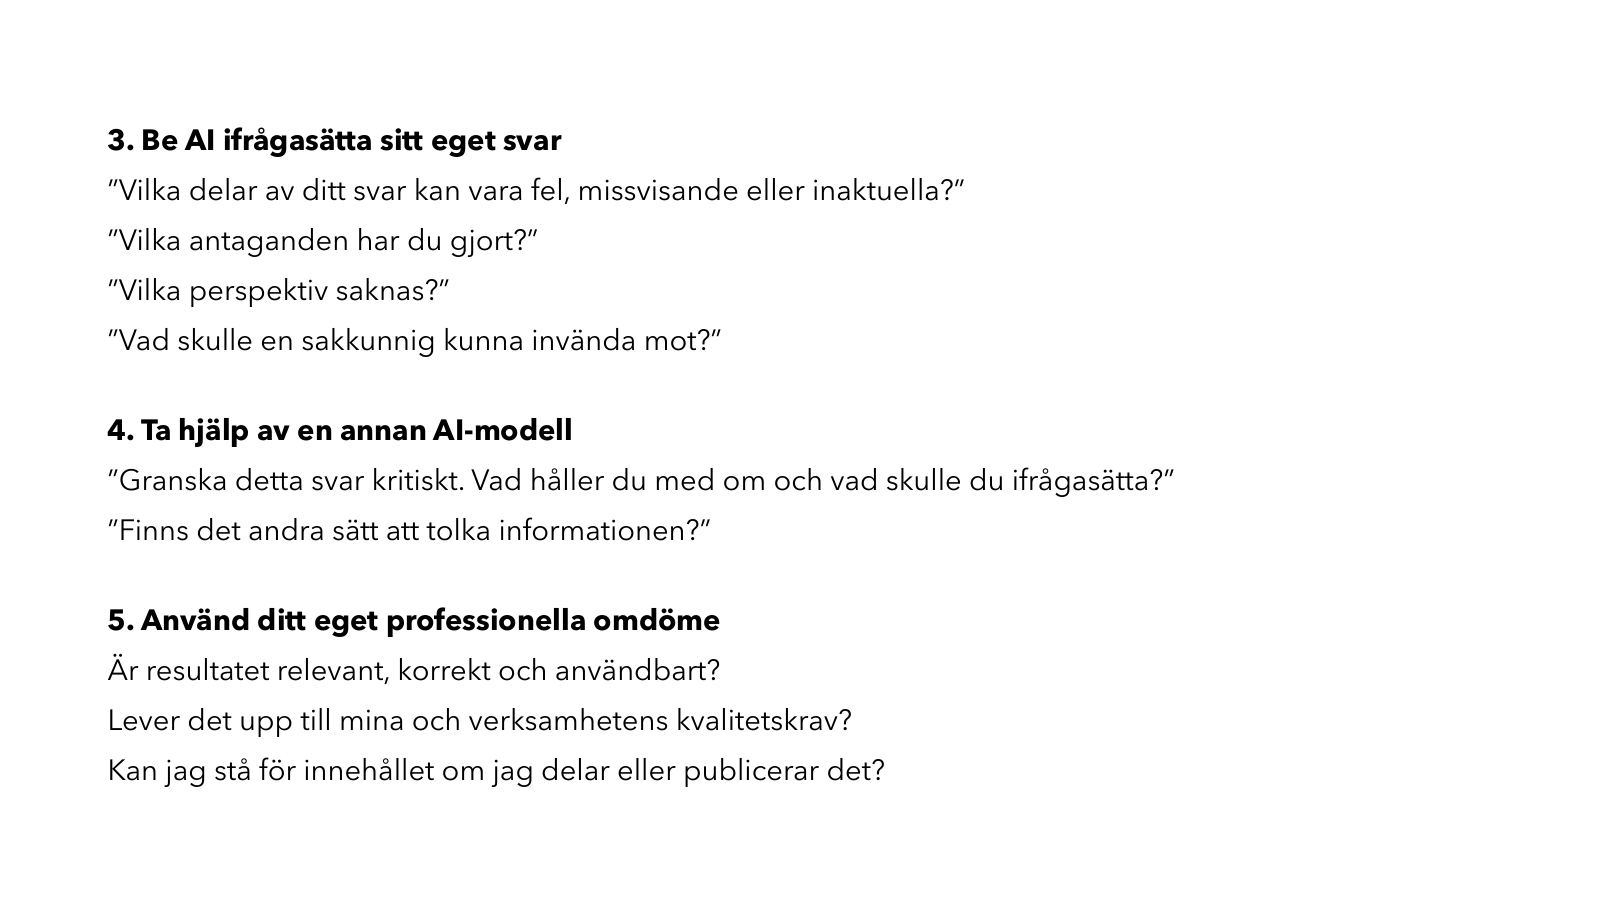 3. Be AI ifrågasätta sitt eget svar
”Vilka delar av ditt svar kan vara fel, missvisande eller inaktuella?”
”Vilka antaganden har du gjort?”
”Vilka perspektiv saknas?”
”Vad skulle en sakkunnig kunna invända mot?”
4. Ta hjälp av en annan AI-modell
”Granska detta svar kritiskt. Vad håller du med om och vad skulle du ifrågasätta?”
”Finns det andra sätt att tolka informationen?”
5. Använd ditt eget professionella omdöme
Är resultatet relevant, korrekt och användbart?
Lever det upp till mina och verksamhetens kvalitetskrav?
Kan jag stå för innehållet om jag delar eller publicerar det?